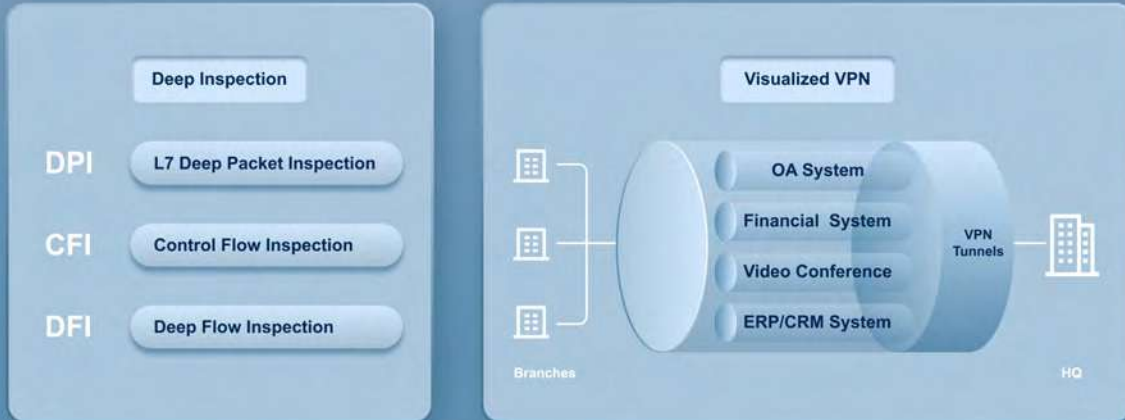 Deep Inspection
DPI
L7 Deep Packet Inspection
CFI
Control Flow Inspection
DFI
Deep Flow Inspection
Visualized VPN
OA System
Financial System
Video Conference
ERP/CRM System
VPN
Tunnels
Branches
HQ